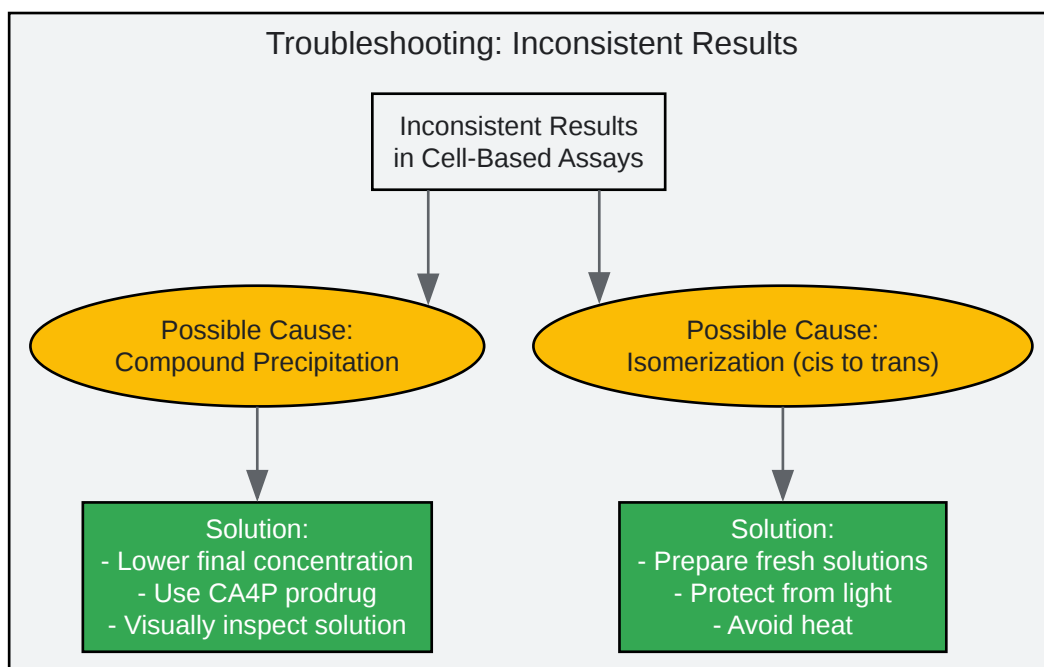 Troubleshooting: Inconsistent Results
Inconsistent Results
in Cell-Based Assays
Possible Cause:
Compound Precipitation
Possible Cause:
Isomerization (cis to trans)
Solution:
- Lower final concentration
- Use CA4P prodrug
- Visually inspect solution
Solution:
- Prepare fresh solutions
- Protect from light
- Avoid heat